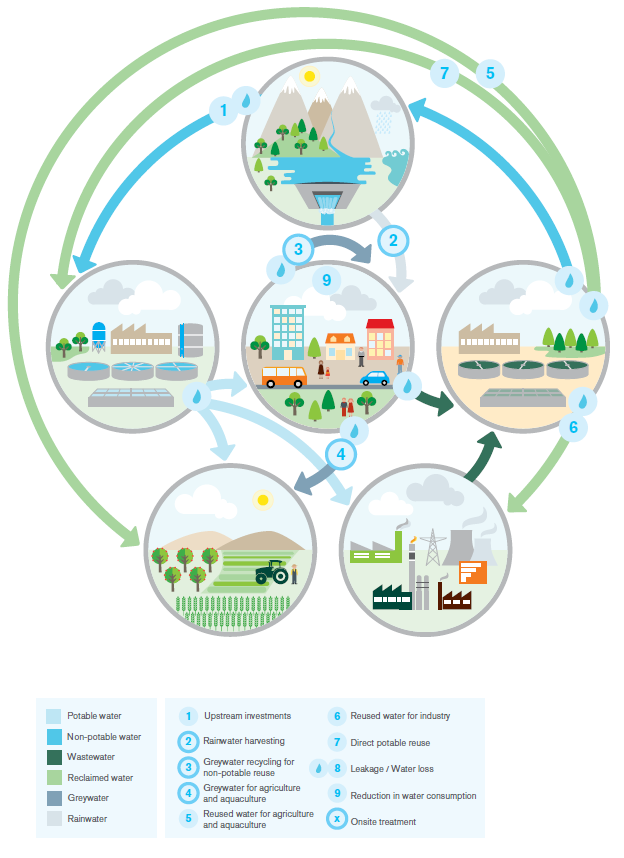 7
5
1
2
3
9
4
6
Potable water
Non-potable water
Wastewater
Reclaimed water
Greywater
Rainwater
1 Upstream investments
2 Rainwater harvesting
3 Greywater recycling for
non-potable reuse
4 Greywater for agriculture
and aquaculture
5 Reused water for agriculture
and aquaculture
6 Reused water for industry
7 Direct potable reuse
8 Leakage / Water loss
9 Reduction in water consumption
x Onsite treatment